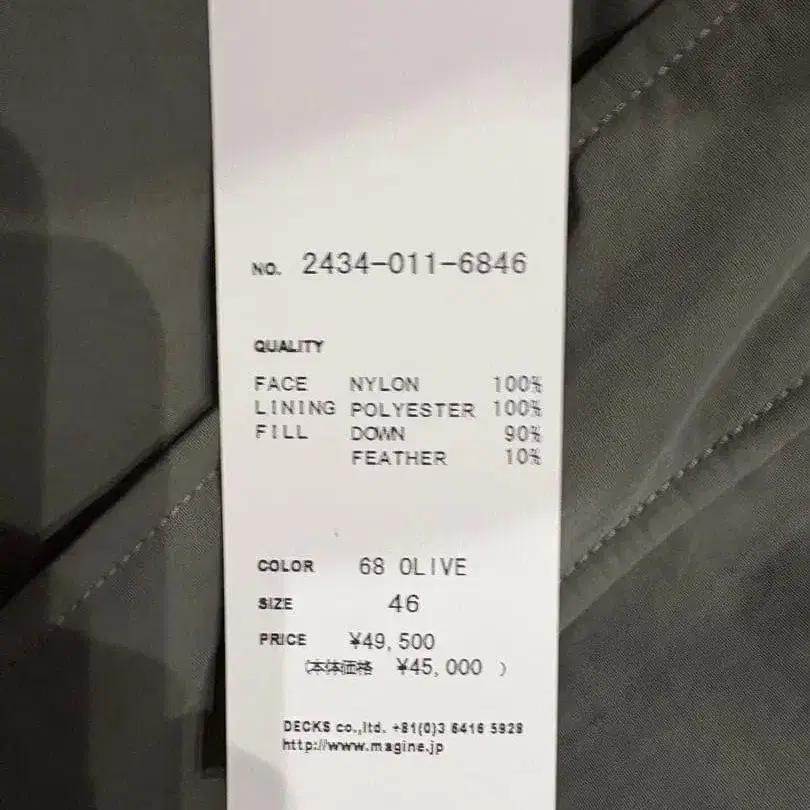 NO. 2434-011-6846
QUALITY
FACE NYLON 100%
LINING POLYESTER 100%
FILL DOWN 90%
FEATHER 10%
COLOR 68 OLIVE
SIZE 46
PRICE ¥49,500
(本体価格 ¥45,000 )
DECKS co.,ltd. +81(0)3 6416 5928
http://www.magine.jp